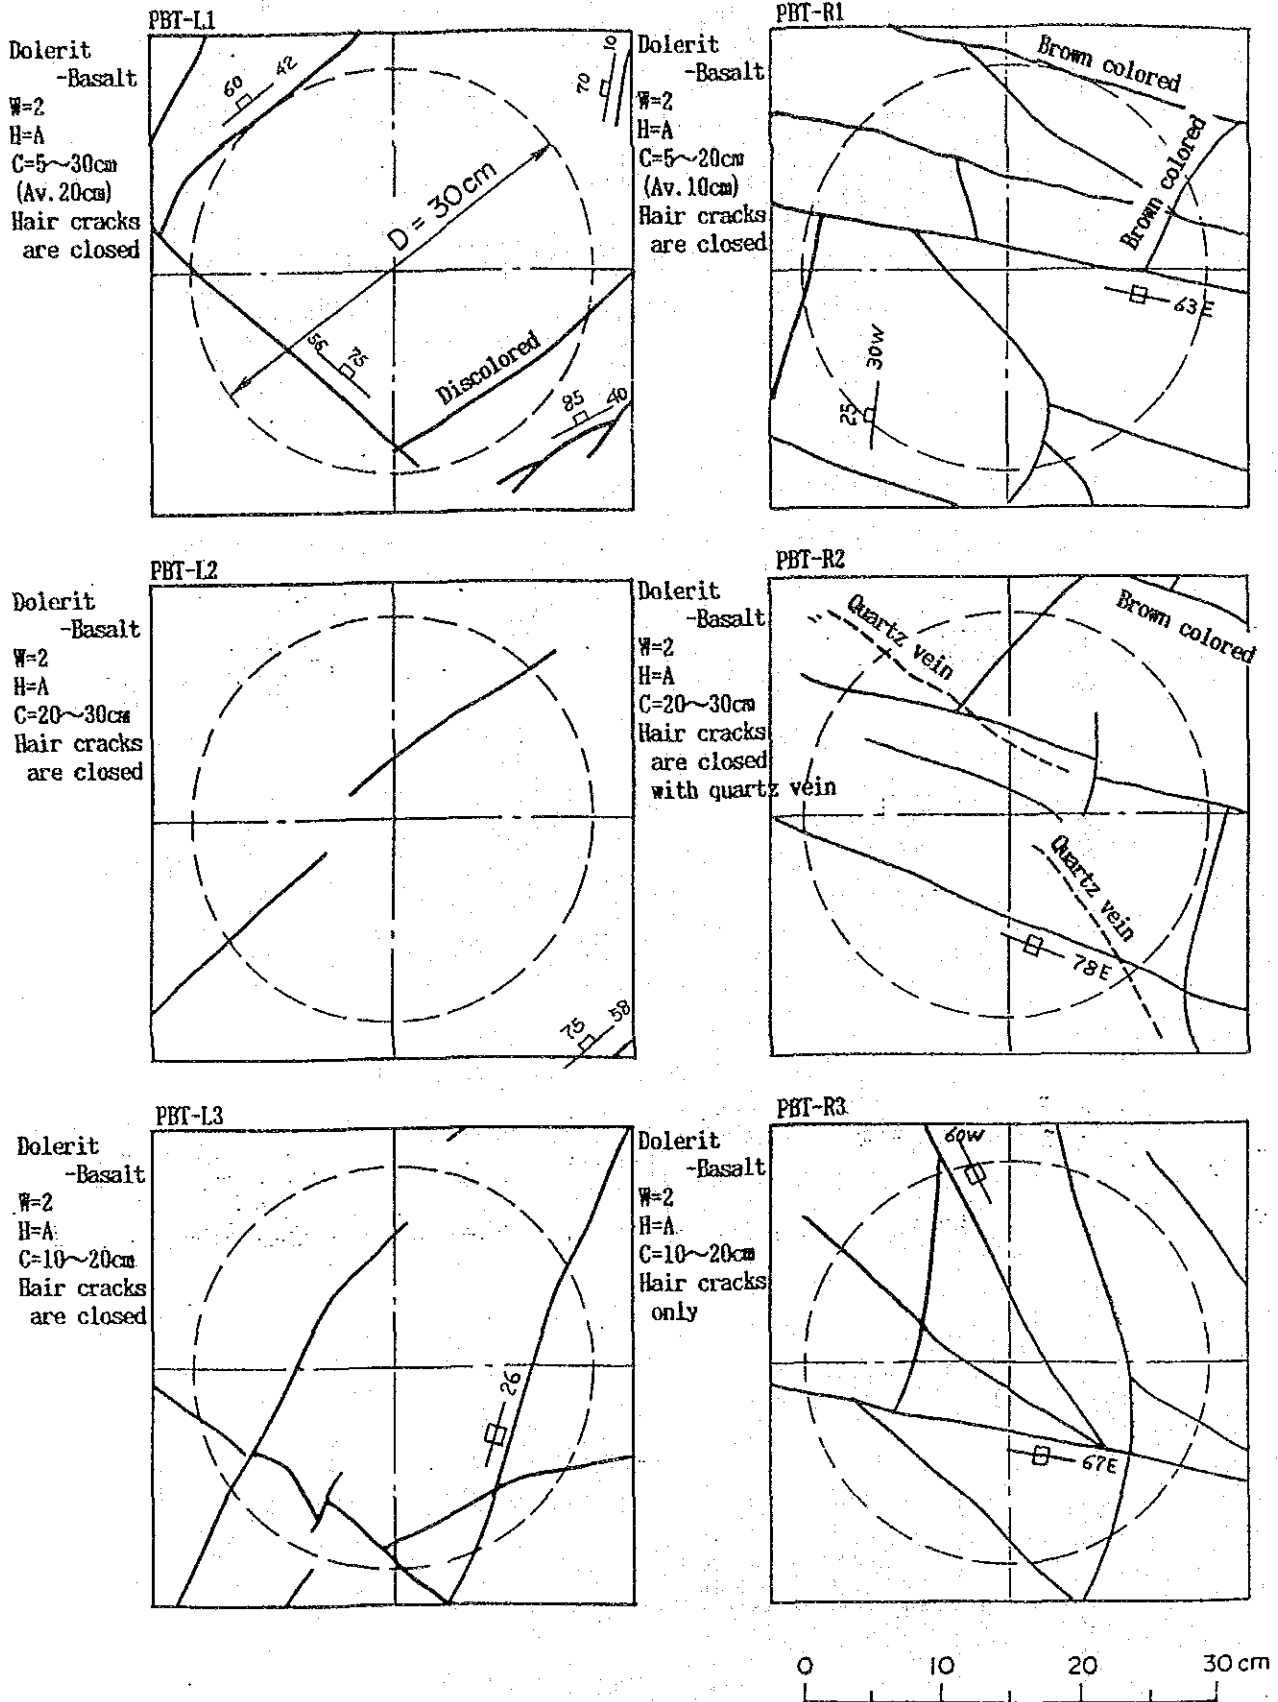 PBT-L1
Dolerit
-Basalt
W=2
H=A
C=5~30cm
(Av.20cm)
Hair cracks
are closed
60 42
70 10
D = 30cm
56 75
Discolored
85 40
PBT-R1
Dolerit
-Basalt
W=2
H=A
C=5~20cm
(Av.10cm)
Hair cracks
are closed
Brown colored
Brown colored
63E
25 30W
PBT-L2
Dolerit
-Basalt
W=2
H=A
C=20~30cm
Hair cracks
are closed
75 58
PBT-R2
Dolerit
-Basalt
W=2
H=A
C=20~30cm
Hair cracks
are closed
with quartz vein
Quartz vein
Brown colored
Quartz vein
78E
PBT-L3
Dolerit
-Basalt
W=2
H=A
C=10~20cm
Hair cracks
are closed
26
PBT-R3
Dolerit
-Basalt
W=2
H=A
C=10~20cm
Hair cracks
only
60W
67E
0 10 20 30 cm